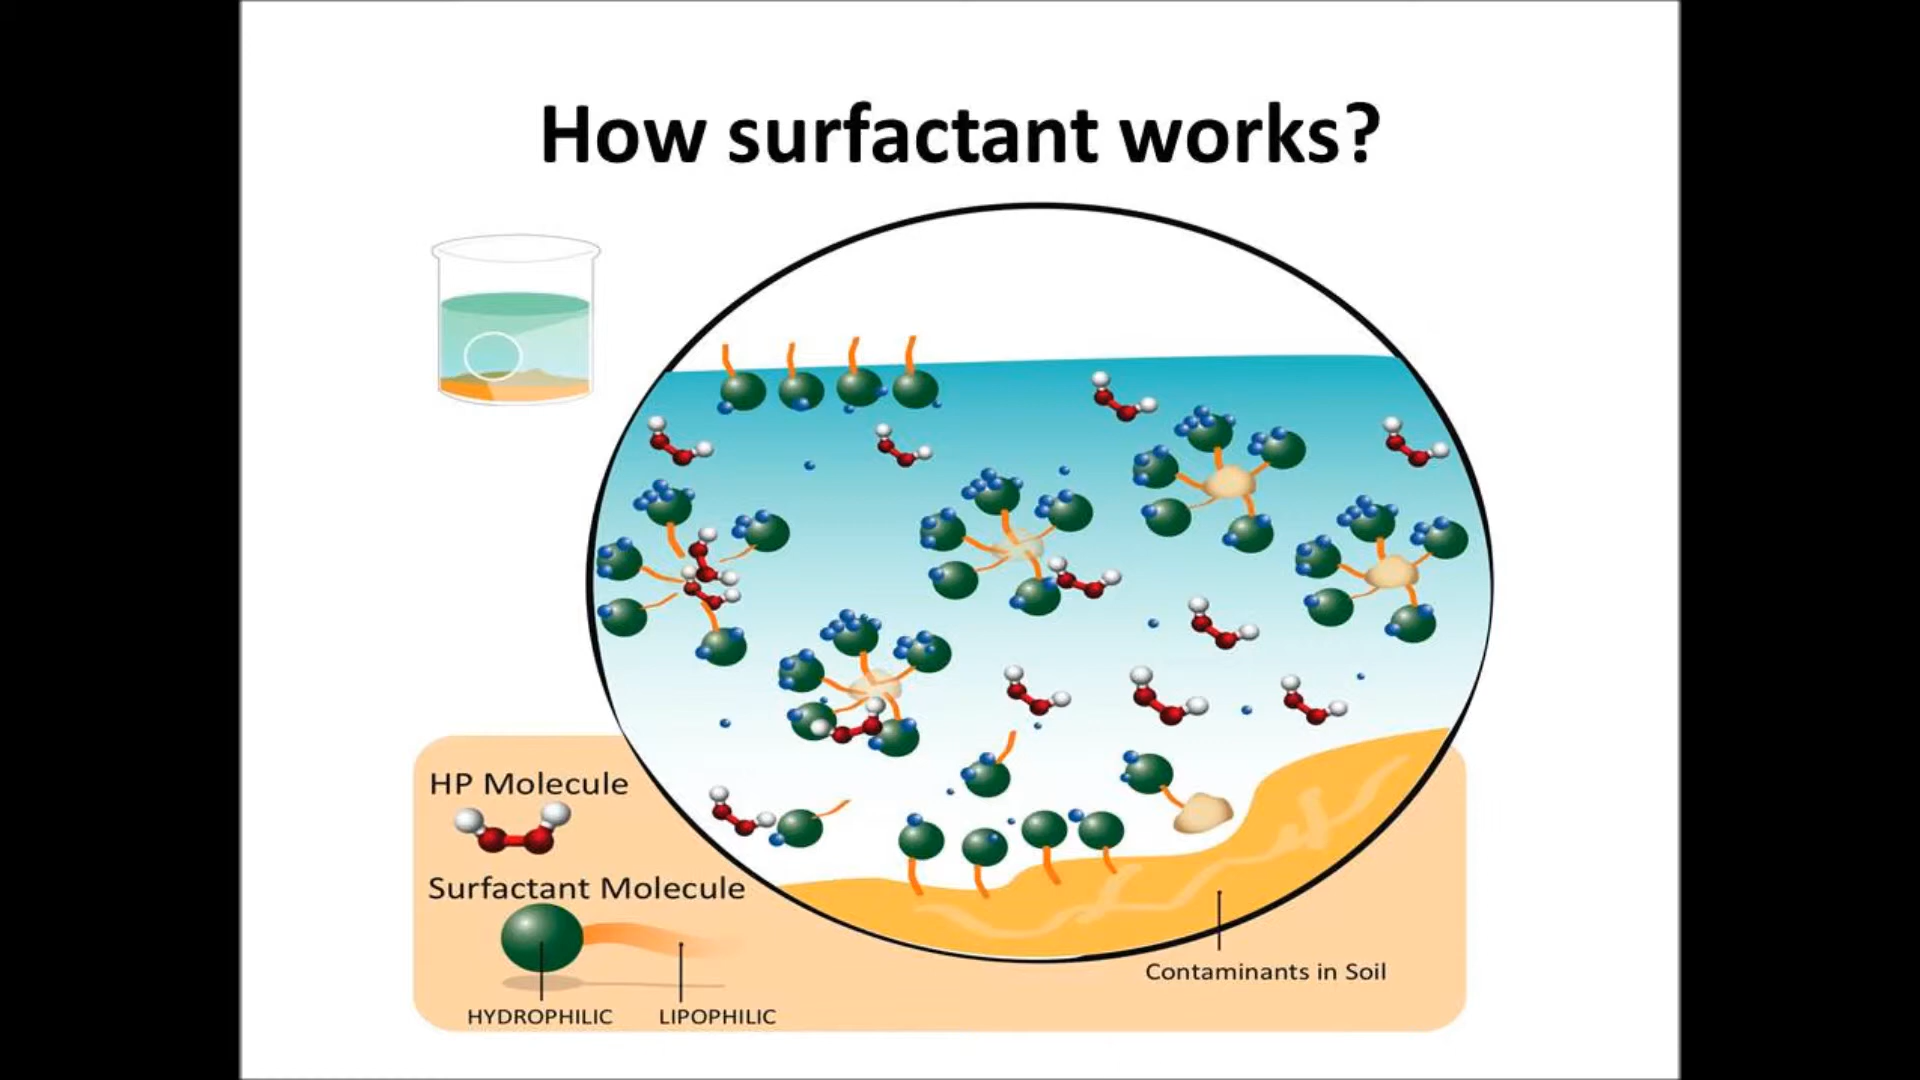 How surfactant works?
HP Molecule
Surfactant Molecule
HYDROPHILIC
LIPOPHILIC
Contaminants in Soil